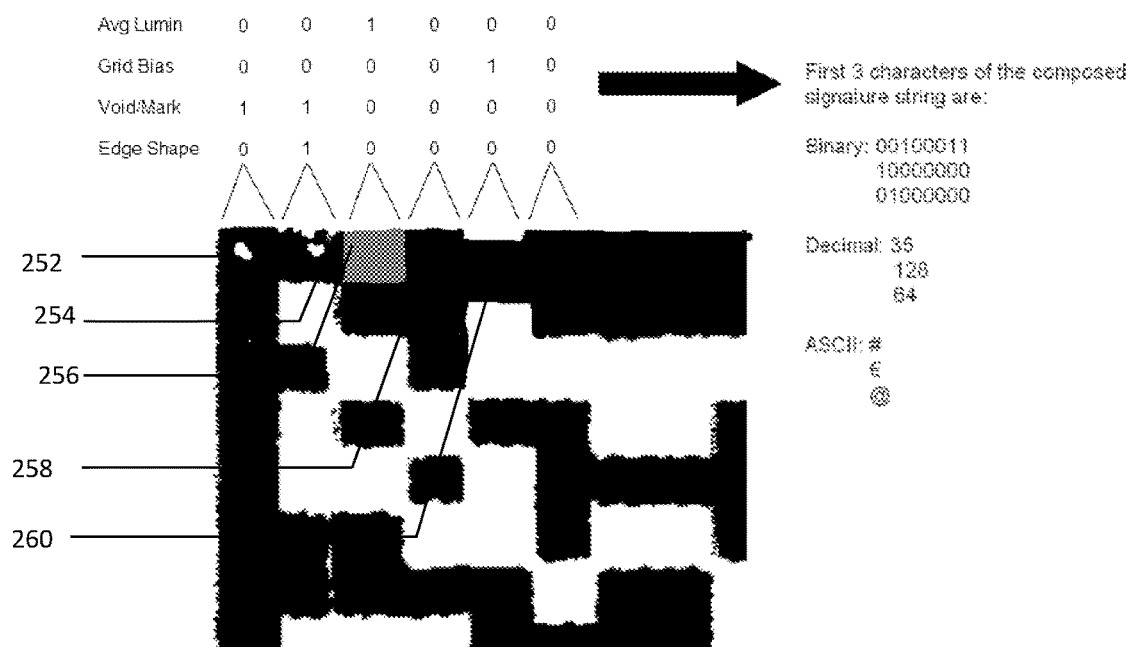 Avg Lumin 0 0 1 0 0 0
Grid Bias 0 0 0 0 1 0
Void/Mark 1 1 0 0 0 0
Edge Shape 0 1 0 0 0 0
First 3 characters of the composed
signature string are:
Binary: 00100011
10000000
01000000
Decimal: 35
128
64
ASCII: #
€
@
252
254
256
258
260